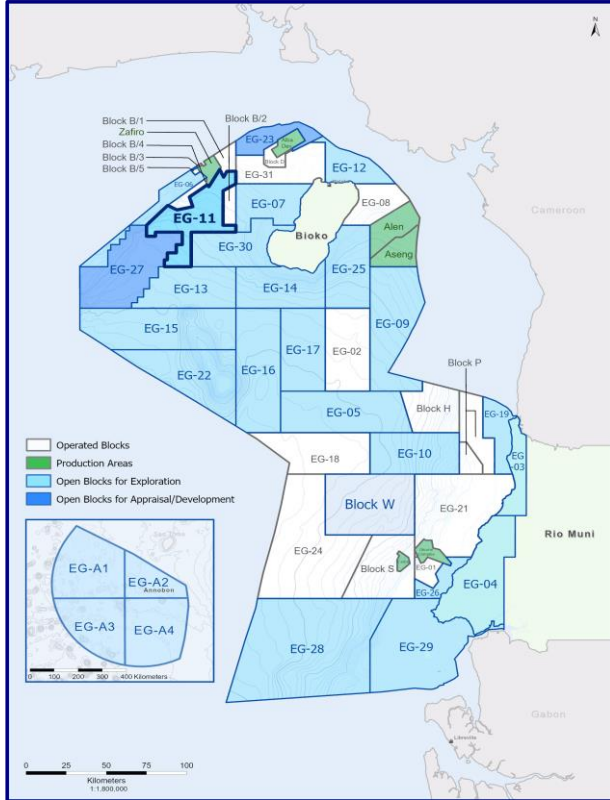 N
Block B/1
Block B/2
Zafiro
Block B/4
Block B/3
Block B/5
EG-23
Alba
Block D
EG-31
EG-12
EG-06
EG-11
EG-07
EG-08
Bioko
Alen
Aseng
Cameroon
EG-30
EG-27
EG-25
EG-13
EG-14
EG-09
EG-15
EG-17
EG-02
EG-16
EG-22
Block P
EG-05
Block H
EG-19
EG
-03
Operated Blocks
Production Areas
Open Blocks for Exploration
Open Blocks for Appraisal/Development
EG-18
EG-10
Block W
EG-21
Rio Muni
EG-24
Block S
EG-01
EG-26
EG-04
EG-A1
EG-A2
Annobon
EG-A3
EG-A4
0 100 200 300 400 Kilometers
EG-28
EG-29
Gabon
Libreville
0 25 50 75 100
Kilometers
1:1.800,000